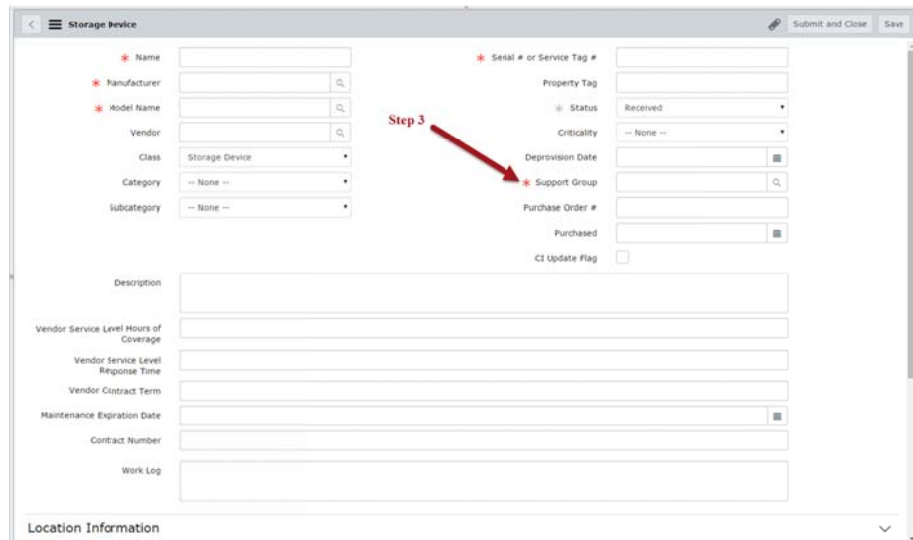 Storage Device
Submit and Close Save
* Name
* Serial # or Service Tag #
* Manufacturer
Property Tag
* Model Name
* Status Received
Vendor
Step 3
Criticality -- None --
Class Storage Device
Deprovision Date
Category -- None --
* Support Group
Subcategory -- None --
Purchase Order #
Purchased
CI Update Flag
Description
Vendor Service Level Hours of
Coverage
Vendor Service Level
Response Time
Vendor Contract Term
Maintenance Expiration Date
Contract Number
Work Log
Location Information